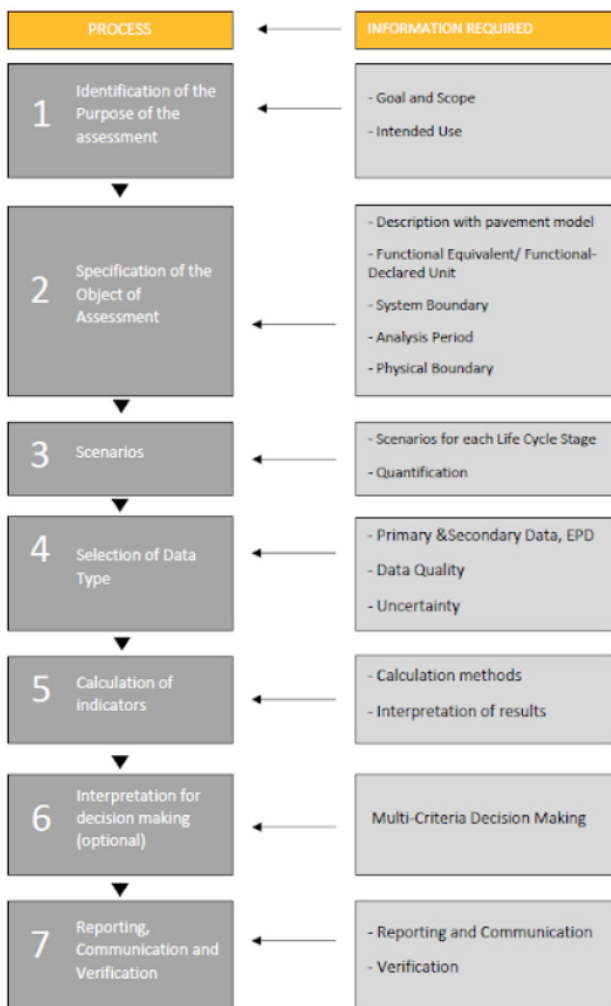 PROCESS
INFORMATION REQUIRED
1
Identification of the
Purpose of the
assessment
- Goal and Scope
- Intended Use
2
Specification of the
Object of
Assessment
- Description with pavement model
- Functional Equivalent/ Functional-
Declared Unit
- System Boundary
- Analysis Period
- Physical Boundary
3
Scenarios
- Scenarios for each Life Cycle Stage
- Quantification
4
Selection of Data
Type
- Primary &Secondary Data, EPD
- Data Quality
- Uncertainty
5
Calculation of
indicators
- Calculation methods
- Interpretation of results
6
Interpretation for
decision making
(optional)
Multi-Criteria Decision Making
7
Reporting,
Communication and
Verification
- Reporting and Communication
- Verification